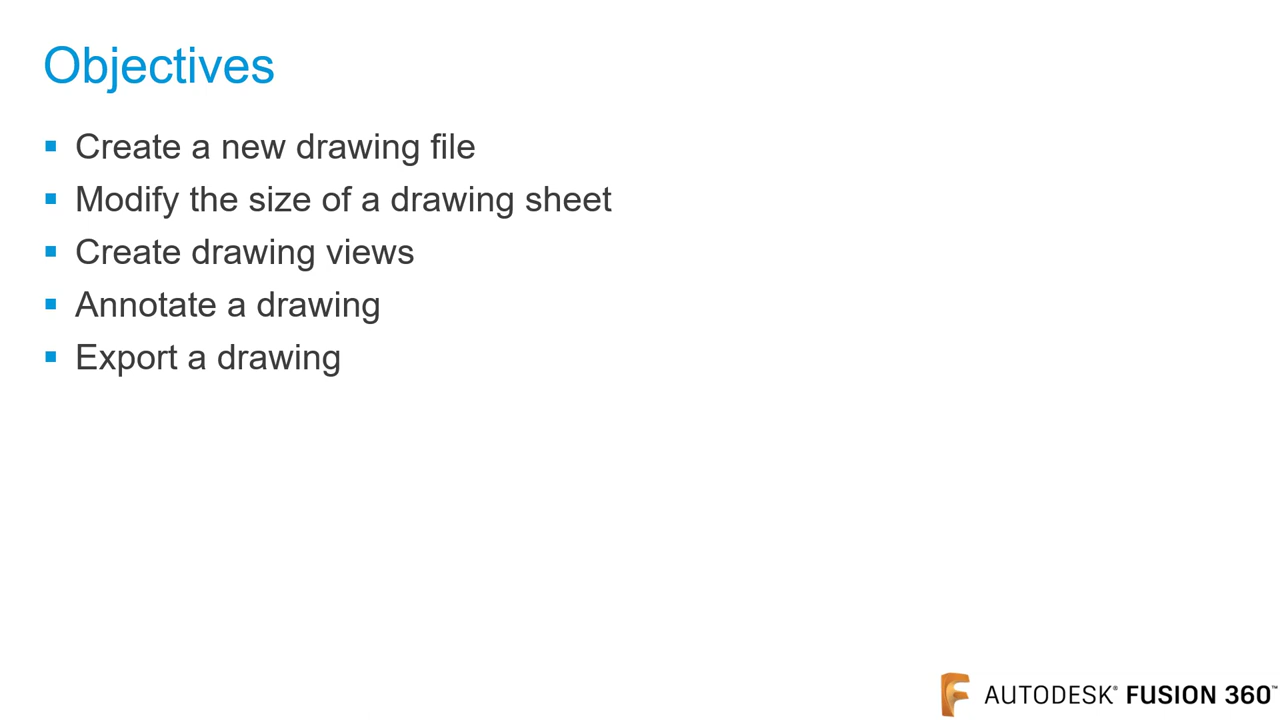 Objectives
▪ Create a new drawing file
▪ Modify the size of a drawing sheet
▪ Create drawing views
▪ Annotate a drawing
▪ Export a drawing
F AUTODESK® FUSION 360™